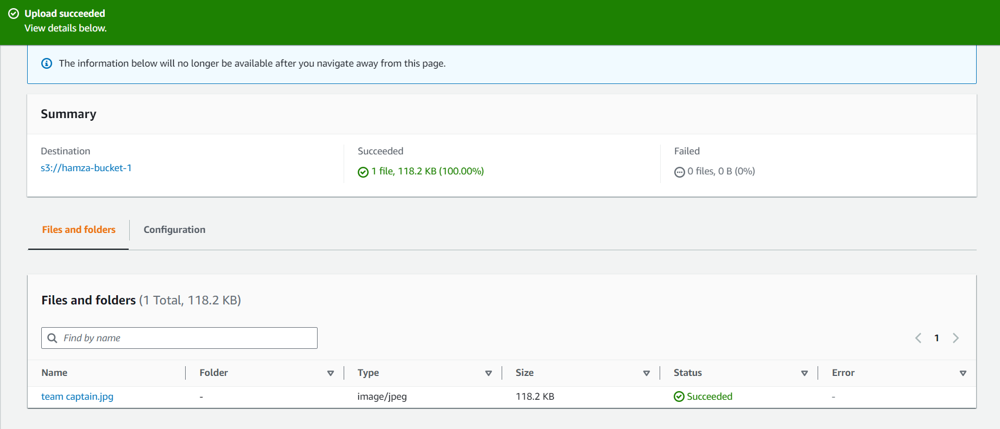 Upload succeeded
View details below.
The information below will no longer be available after you navigate away from this page.
Summary
Destination
s3://hamza-bucket-1
Succeeded
1 file, 118.2 KB (100.00%)
Failed
0 files, 0 B (0%)
Files and folders
Configuration
Files and folders (1 Total, 118.2 KB)
Find by name
1
Name Folder Type Size Status Error
team captain.jpg - image/jpeg 118.2 KB Succeeded -